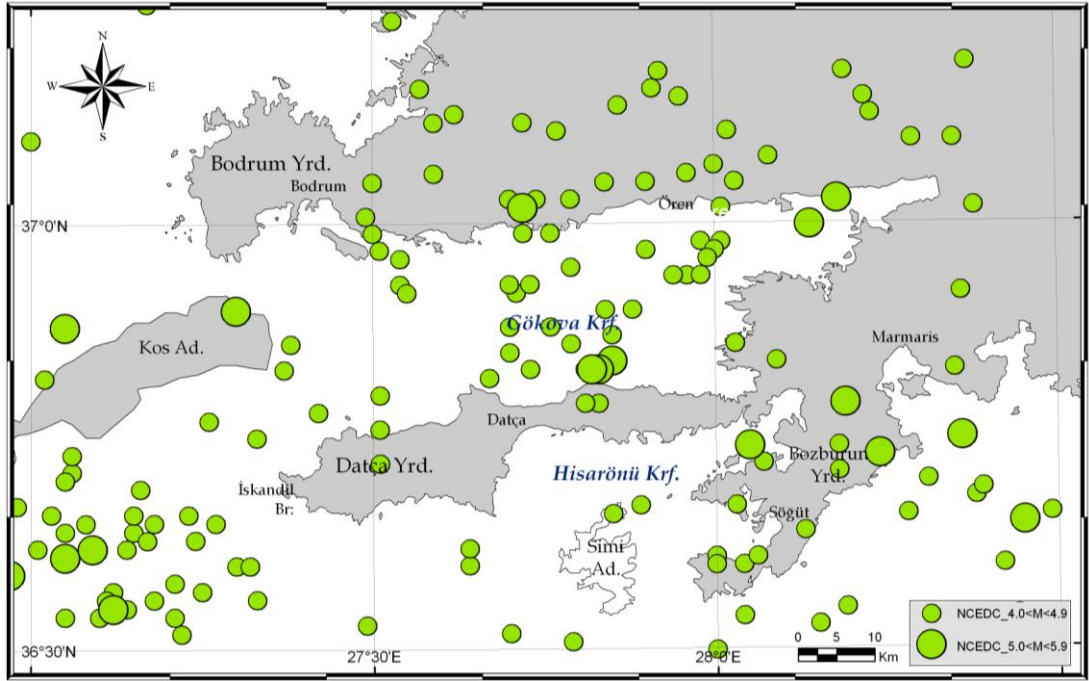 N
W E
S
Bodrum Yrd.
Bodrum
Ören
37°0'N
Gökova Krf.
Kos Ad.
Marmaris
Datça
Datça Yrd.
Bozburun
Yrd.
Hisarönü Krf.
İskandil
Br:
Söğüt
Simi
Ad.
NCEDC_4.0<M<4.9
NCEDC_5.0<M<5.9
0 5 10
Km
36°30'N
27°30'E
28°0'E